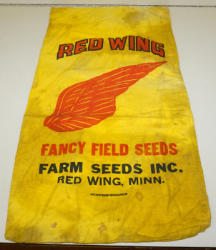 RED WING
FANCY FIELD SEEDS
FARM SEEDS INC.
RED WING, MINN.